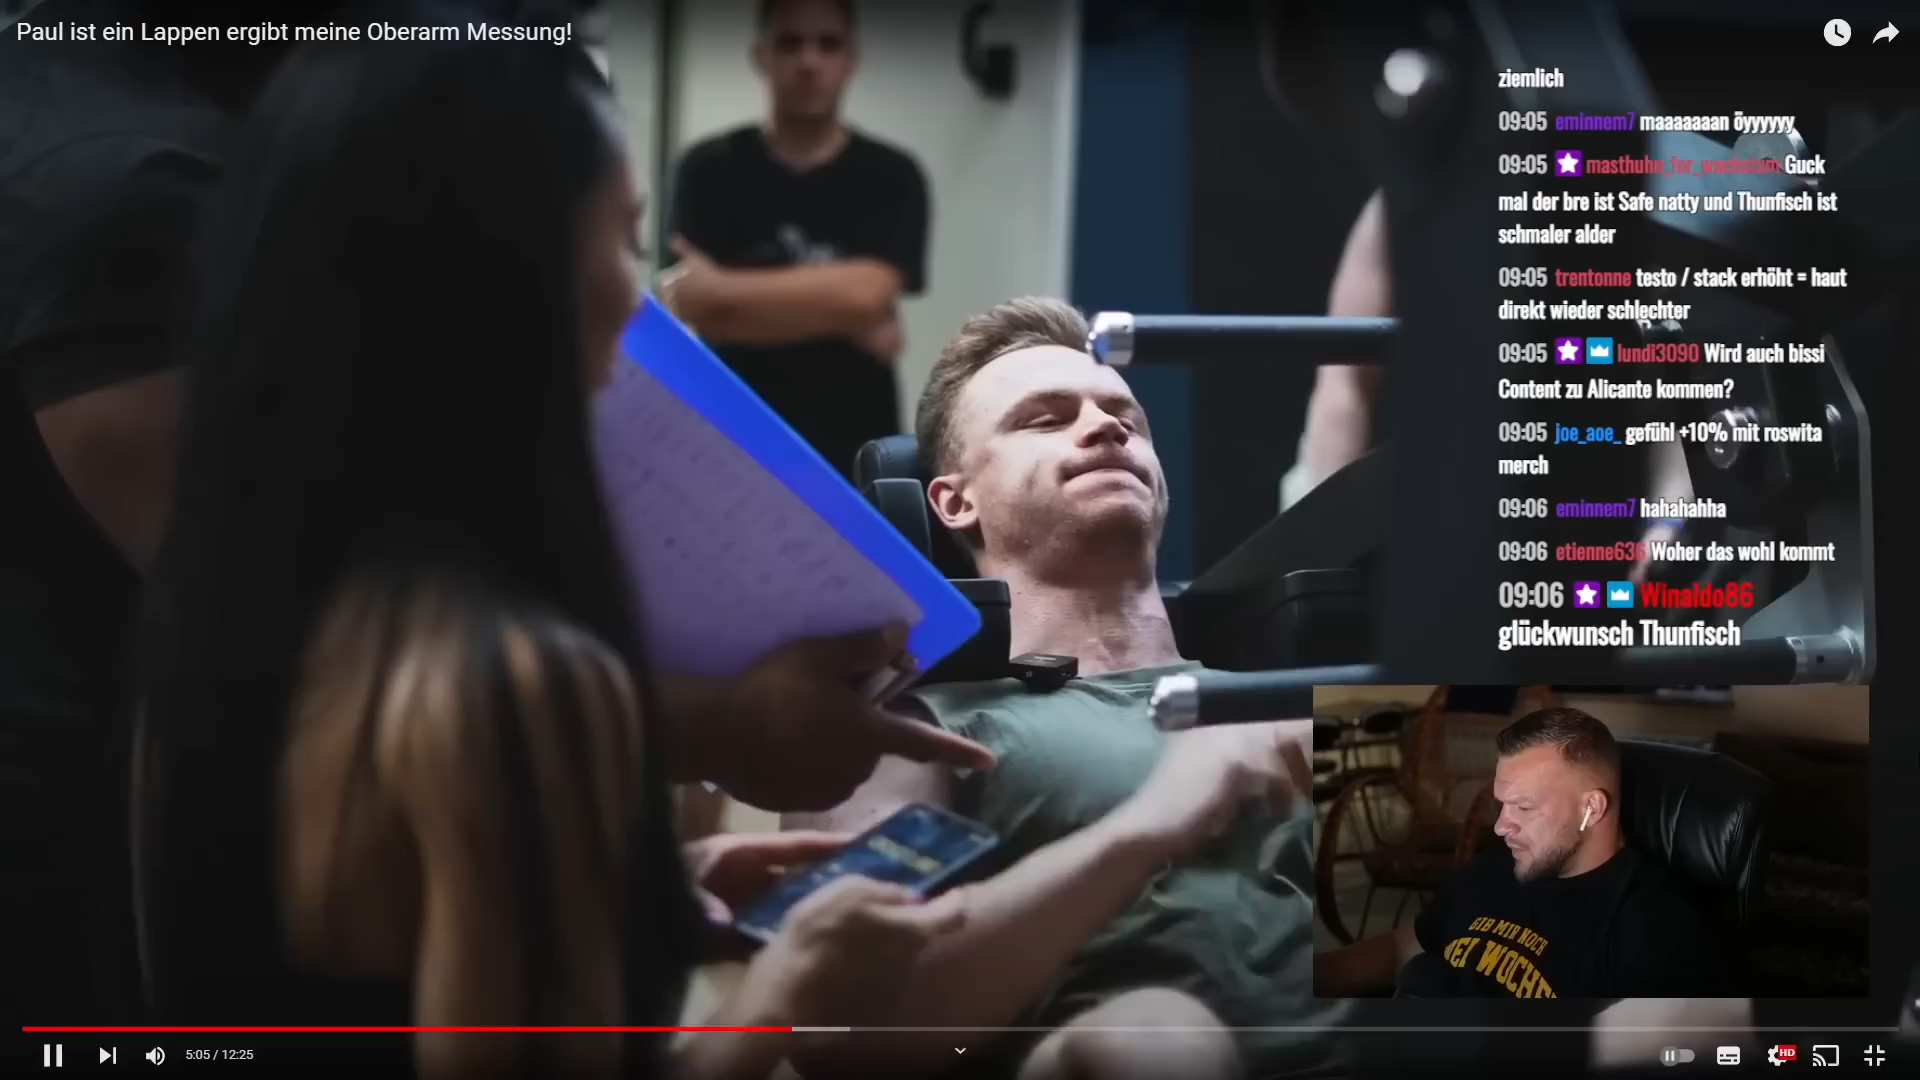 Paul ist ein Lappen ergibt meine Oberarm Messung!
ziemlich
09:05 eminnem7 maaaaaaan öyyyyyy
09:05 masthuhn_for_wachstum Guck
mal der bre ist Safe natty und Thunfisch ist
schmaler alder
09:05 trentonne testo / stack erhöht = haut
direkt wieder schlechter
09:05 lundi3090 Wird auch bissi
Content zu Alicante kommen?
09:05 joe_aoe_ gefühl +10% mit roswita
merch
09:06 eminnem7 hahahahha
09:06 etienne636 Woher das wohl kommt
09:06 Winaldo86
glückwunsch Thunfisch
GIB MIR NOCH
5:05 / 12:25
HD